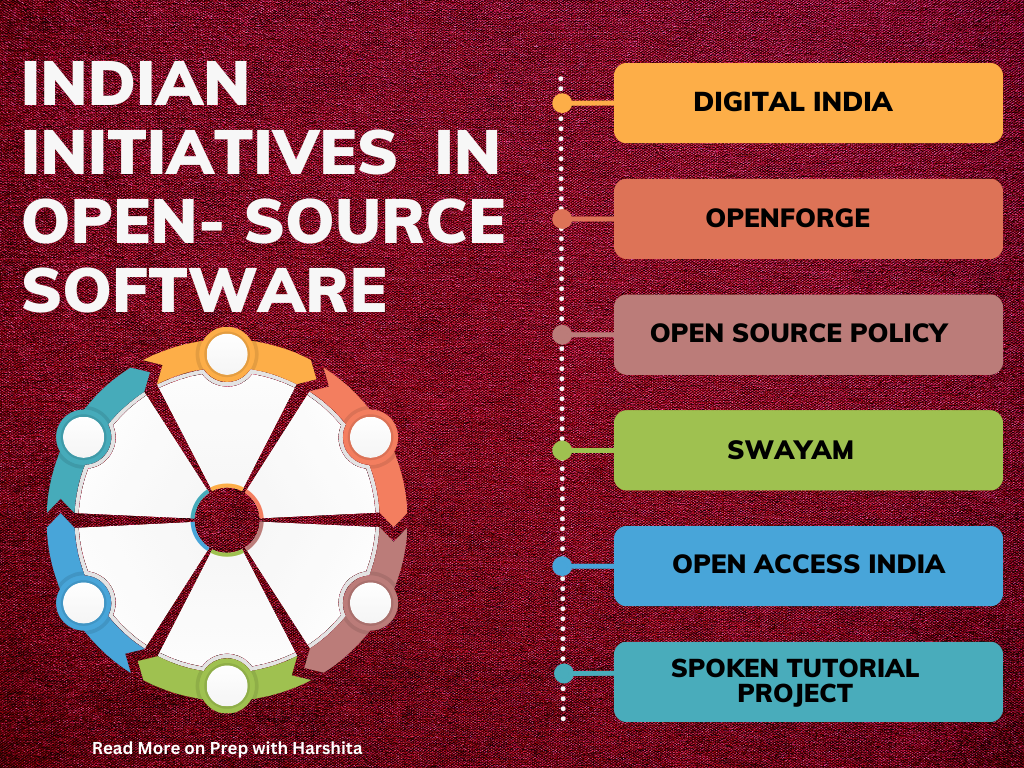 INDIAN
INITIATIVES IN
OPEN- SOURCE
SOFTWARE
DIGITAL INDIA
OPENFORGE
OPEN SOURCE POLICY
SWAYAM
OPEN ACCESS INDIA
SPOKEN TUTORIAL
PROJECT
Read More on Prep with Harshita